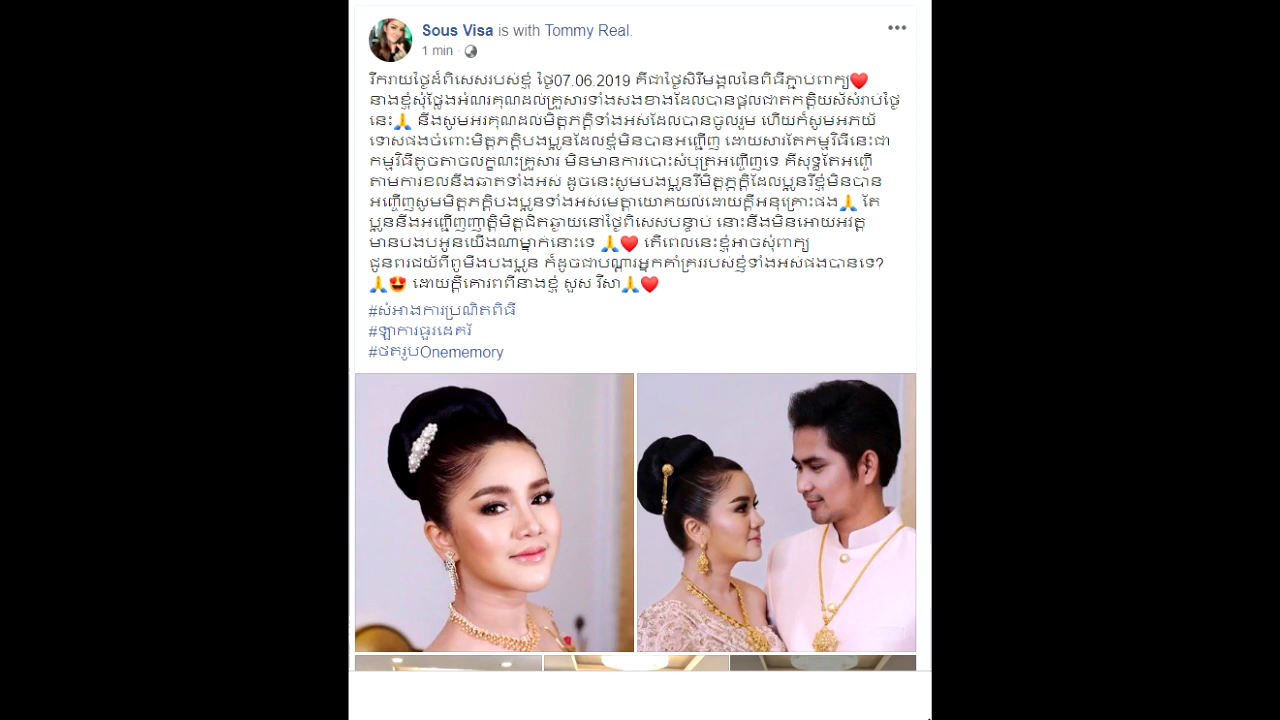 Sous Visa is with Tommy Real.
1 min
រីករាយថ្ងៃដ៏ពិសេសរបស់ខ្ញុំ ថ្ងៃ07.06.2019 គឺជាថ្ងៃសិរីមង្គលនៃពិធីភ្ជាប់ពាក្យ❤️
នាងខ្ញុំសុំថ្លែងអំណរគុណដល់គ្រួសារទាំងសងខាងដែលបានផ្តល់ជាតកត្តិយស័សំរាប់ថ្ងៃ
នេះ🙏 និងសូមអរគុណដល់មិត្តភក្តិទាំងអស់ដែលបានចូលរួម ហើយក៏សូមអភយ័
ទោសផងចំពោះមិត្តភក្តិបងប្អូនដែលខ្ញុំមិនបានអញ្ជើញ ដោយសារតែកម្មវិធីនេះជា
កម្មវិធីតូចតាចលក្ខណះគ្រួសារ មិនមានការបោះសំបុត្រអញ្ជើញទេ គឺសុទ្ធតែអញ្ជើ
តាមការខលនឹងឆាតទាំងអស់ ដូចនេះសូមបងប្អូនរឺមិត្តភ្តក្តិដែលប្អូនរឺខ្ញុំមិនបាន
អញ្ជើញសូមមិត្តភក្តិបងប្អូនទាំងអស់មេត្តាយោគយល់ដោយក្តីអនុគ្រោះផង🙏 តែ
ប្អូននឹងអញ្ជើញញាត្តិមិត្តជិតឆ្ងាយនៅថ្ងៃពិសេសបន្ទាប់ នោះនឹងមិនអោយអវត្ត
មានបងបអូនយើងណាម្នាក់នោះទេ 🙏❤️ តើពេលនេះខ្ញុំអាចសុំពាក្យ
ជូនពរជយ័ពីពូមីងបងប្អូន ក៏ដូចជាបណ្តារអ្នកគាំត្រររបស់ខ្ញុំទាំងអស់ផងបានទេ?
🙏😍 ដោយក្តីគោរពពីនាងខ្ញុំ សួស វីសា🙏❤️
#សំអាងការប្រណិតពិធី
#ឡាការធួរដេគរ័
#ថតរូបOnememory